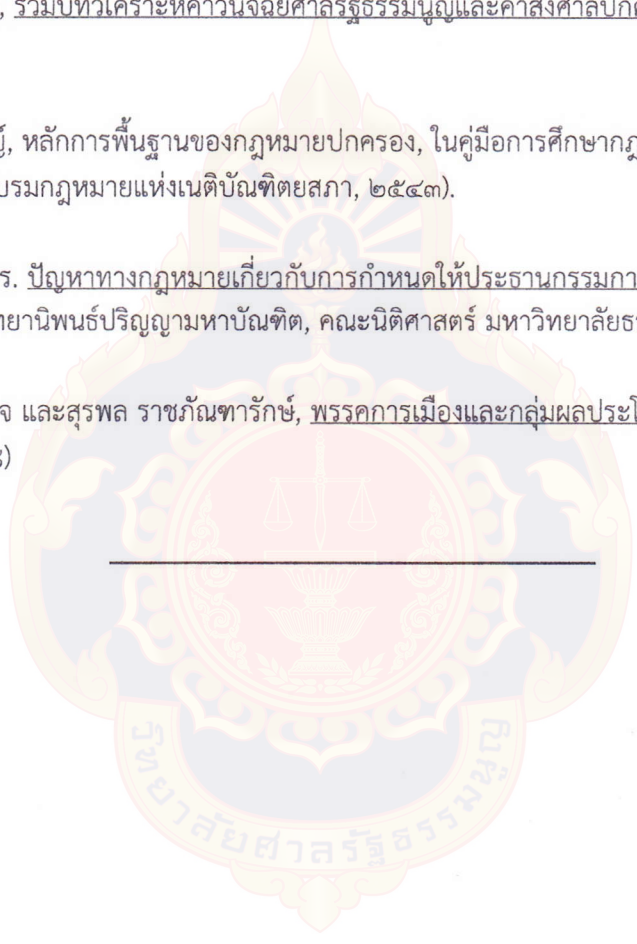 , รวมบทวิเคราะห์คำวินิจฉัยศาลรัฐธรรมนูญและคำสั่งศาลปกค
หลักการพื้นฐานของกฎหมายปกครอง, ในคู่มือการศึกษากฎ
บรมกฎหมายแห่งเนติบัณฑิตยสภา, ๒๕๔๓).
ร. ปัญหาทางกฎหมายเกี่ยวกับการกำหนดให้ประธานกรรมกา
ทยานิพนธ์ปริญญามหาบัณฑิต, คณะนิติศาสตร์ มหาวิทยาลัยธร
จ และสุรพล ราชภัณฑารักษ์, พรรคการเมืองและกลุ่มผลประโ
วิทยาลัยศาลรัฐธรรมนูญ